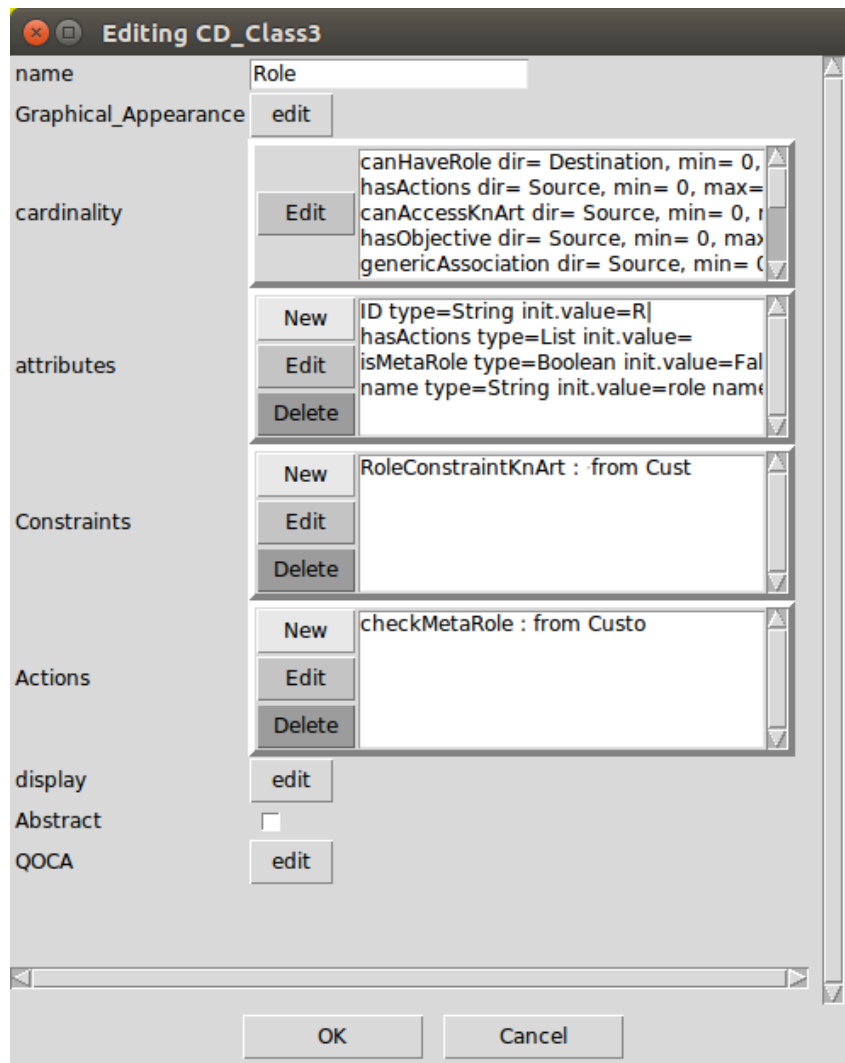 Editing CD_Class3
name Role
Graphical_Appearance edit
cardinality Edit
canHaveRole dir= Destination, min= 0,
hasActions dir= Source, min= 0, max=
canAccessKnArt dir= Source, min= 0,
hasObjective dir= Source, min= 0, max
genericAssociation dir= Source, min=
attributes New Edit Delete
ID type=String init.value=R|
hasActions type=List init.value=
isMetaRole type=Boolean init.value=Fal
name type=String init.value=role name
Constraints New Edit Delete
RoleConstraintKnArt : from Cust
Actions New Edit Delete
checkMetaRole : from Custo
display edit
Abstract
QOCA edit
OK Cancel